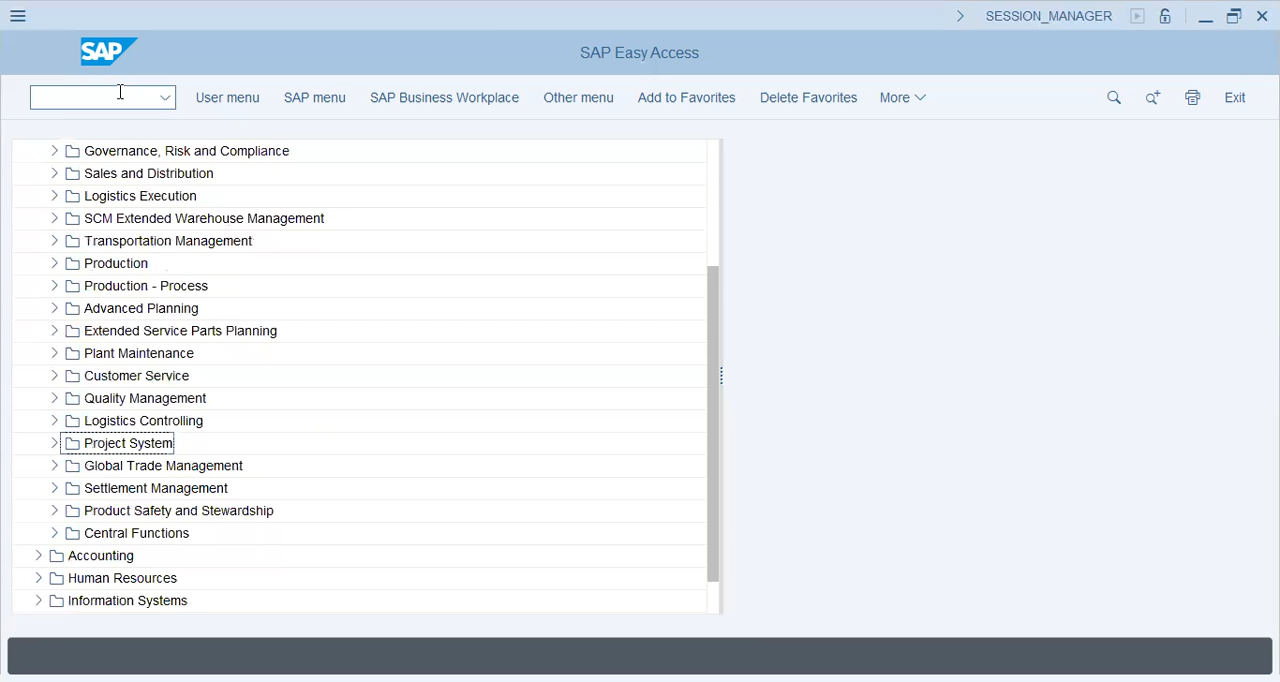 SESSION_MANAGER
SAP
SAP Easy Access
User menu SAP menu SAP Business Workplace Other menu Add to Favorites Delete Favorites More Exit
Governance, Risk and Compliance
Sales and Distribution
Logistics Execution
SCM Extended Warehouse Management
Transportation Management
Production
Production - Process
Advanced Planning
Extended Service Parts Planning
Plant Maintenance
Customer Service
Quality Management
Logistics Controlling
Project System
Global Trade Management
Settlement Management
Product Safety and Stewardship
Central Functions
Accounting
Human Resources
Information Systems